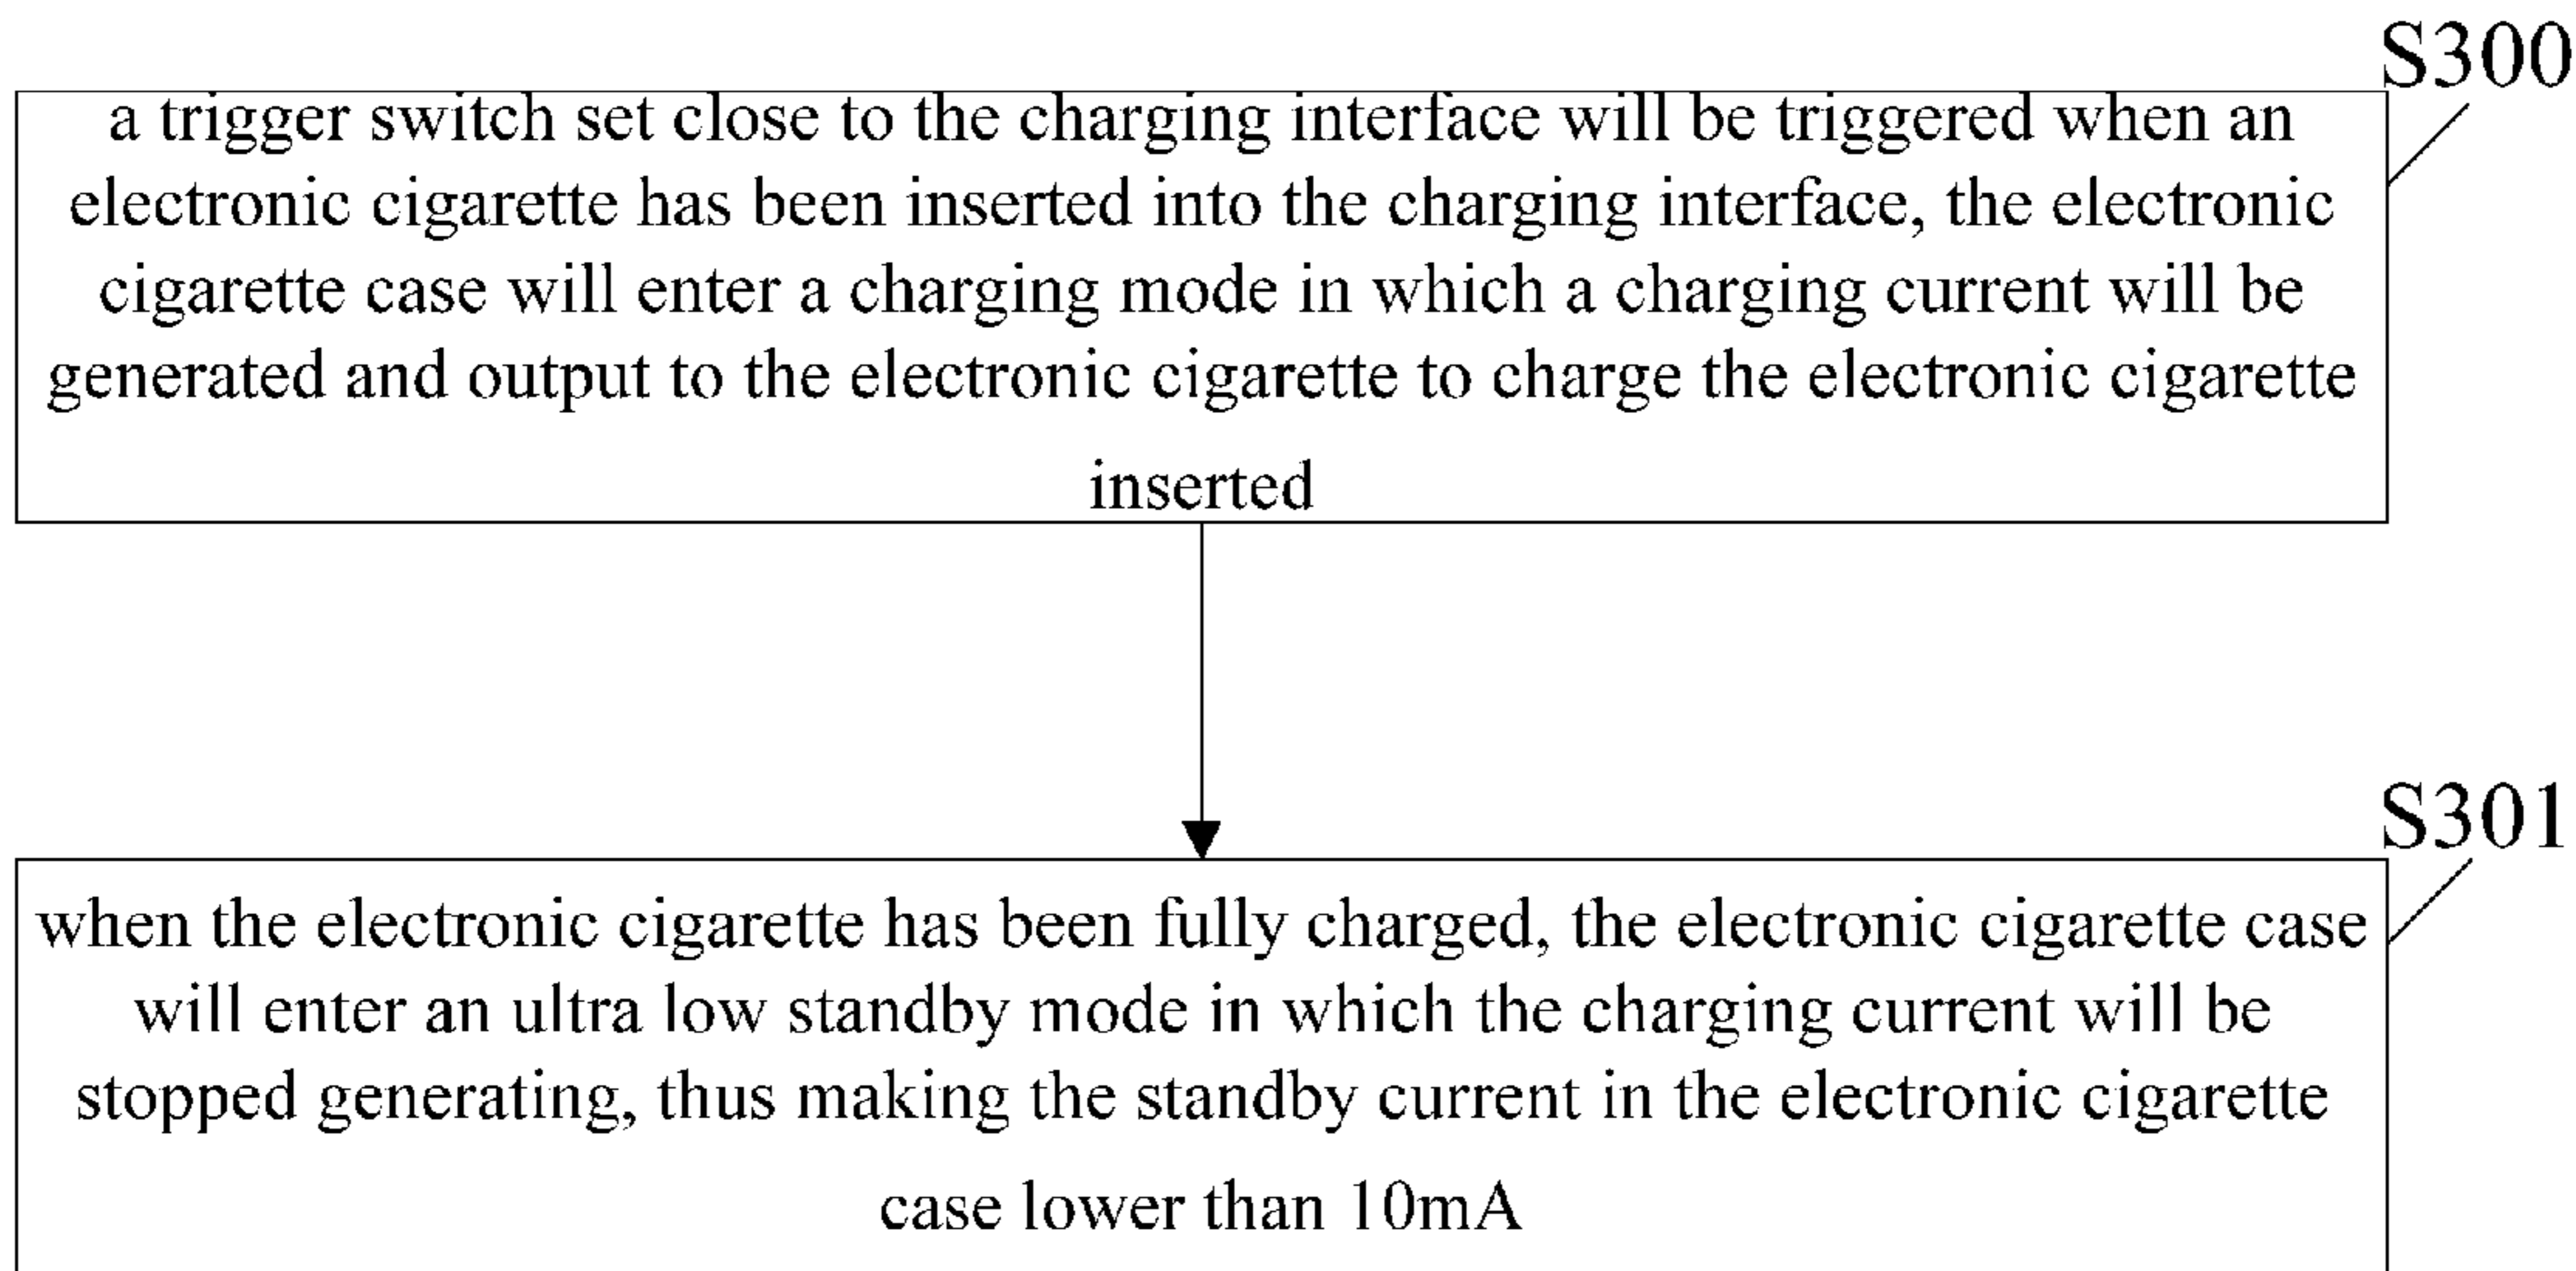 S300
a trigger switch set close to the charging interface will be triggered when an
electronic cigarette has been inserted into the charging interface, the electronic
cigarette case will enter a charging mode in which a charging current will be
generated and output to the electronic cigarette to charge the electronic cigarette
inserted
S301
when the electronic cigarette has been fully charged, the electronic cigarette case
will enter an ultra low standby mode in which the charging current will be
stopped generating, thus making the standby current in the electronic cigarette
case lower than 10mA